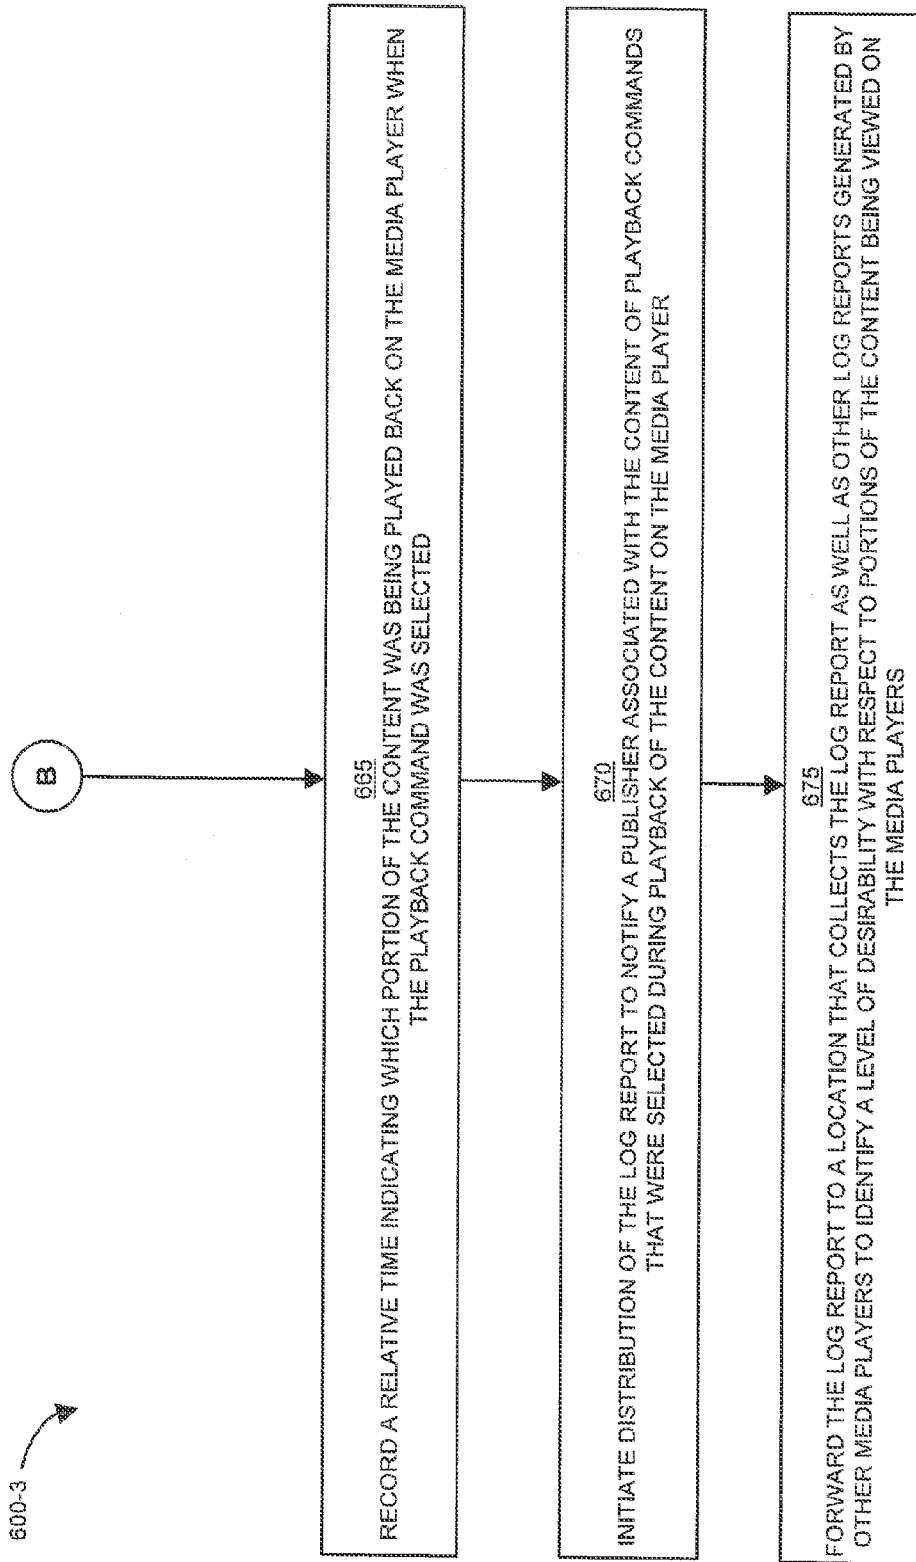 600-3
B
665
RECORD A RELATIVE TIME INDICATING WHICH PORTION OF THE CONTENT WAS BEING PLAYED BACK ON THE MEDIA PLAYER WHEN
THE PLAYBACK COMMAND WAS SELECTED
670
INITIATE DISTRIBUTION OF THE LOG REPORT TO NOTIFY A PUBLISHER ASSOCIATED WITH THE CONTENT OF PLAYBACK COMMANDS
THAT WERE SELECTED DURING PLAYBACK OF THE CONTENT ON THE MEDIA PLAYER
675
FORWARD THE LOG REPORT TO A LOCATION THAT COLLECTS THE LOG REPORT AS WELL AS OTHER LOG REPORTS GENERATED BY
OTHER MEDIA PLAYERS TO IDENTIFY A LEVEL OF DESIRABILITY WITH RESPECT TO PORTIONS OF THE CONTENT BEING VIEWED ON
THE MEDIA PLAYERS